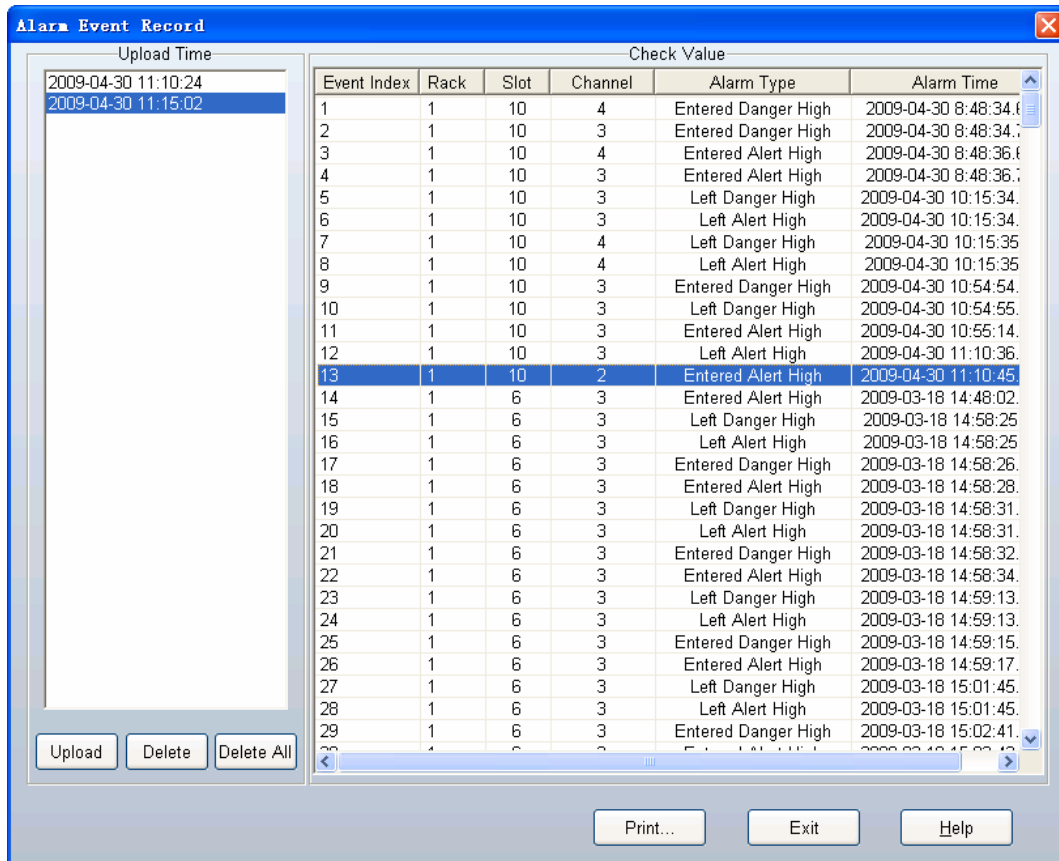 Alarm Event Record
Upload Time
2009-04-30 11:10:24
2009-04-30 11:15:02
Upload Delete Delete All
Check Value
Event Index Rack Slot Channel Alarm Type Alarm Time
1 1 10 4 Entered Danger High 2009-04-30 8:48:34.
2 1 10 3 Entered Danger High 2009-04-30 8:48:34.
3 1 10 4 Entered Alert High 2009-04-30 8:48:36.
4 1 10 3 Entered Alert High 2009-04-30 8:48:36.
5 1 10 3 Left Danger High 2009-04-30 10:15:34.
6 1 10 3 Left Alert High 2009-04-30 10:15:34.
7 1 10 4 Left Danger High 2009-04-30 10:15:35
8 1 10 4 Left Alert High 2009-04-30 10:15:35
9 1 10 3 Entered Danger High 2009-04-30 10:54:54.
10 1 10 3 Left Danger High 2009-04-30 10:54:55.
11 1 10 3 Entered Alert High 2009-04-30 10:55:14.
12 1 10 3 Left Alert High 2009-04-30 11:10:36.
13 1 10 2 Entered Alert High 2009-04-30 11:10:45.
14 1 6 3 Entered Alert High 2009-03-18 14:48:02.
15 1 6 3 Left Danger High 2009-03-18 14:58:25
16 1 6 3 Left Alert High 2009-03-18 14:58:25
17 1 6 3 Entered Danger High 2009-03-18 14:58:26.
18 1 6 3 Entered Alert High 2009-03-18 14:58:28.
19 1 6 3 Left Danger High 2009-03-18 14:58:31.
20 1 6 3 Left Alert High 2009-03-18 14:58:31.
21 1 6 3 Entered Danger High 2009-03-18 14:58:32.
22 1 6 3 Entered Alert High 2009-03-18 14:58:34.
23 1 6 3 Left Danger High 2009-03-18 14:59:13.
24 1 6 3 Left Alert High 2009-03-18 14:59:13.
25 1 6 3 Entered Danger High 2009-03-18 14:59:15.
26 1 6 3 Entered Alert High 2009-03-18 14:59:17.
27 1 6 3 Left Danger High 2009-03-18 15:01:45.
28 1 6 3 Left Alert High 2009-03-18 15:01:45.
29 1 6 3 Entered Danger High 2009-03-18 15:02:41.
Print... Exit Help